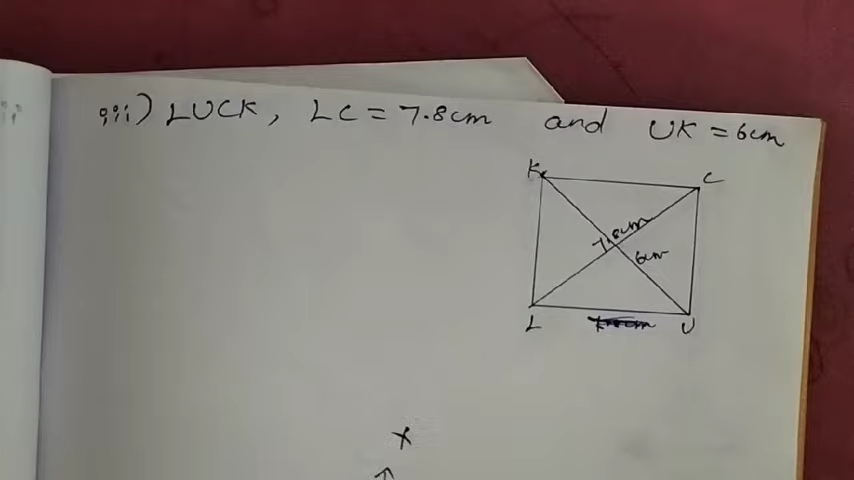 iii) LUCK, LC = 7.8cm and UK = 6cm
K C
7.8cm
6cm
L U